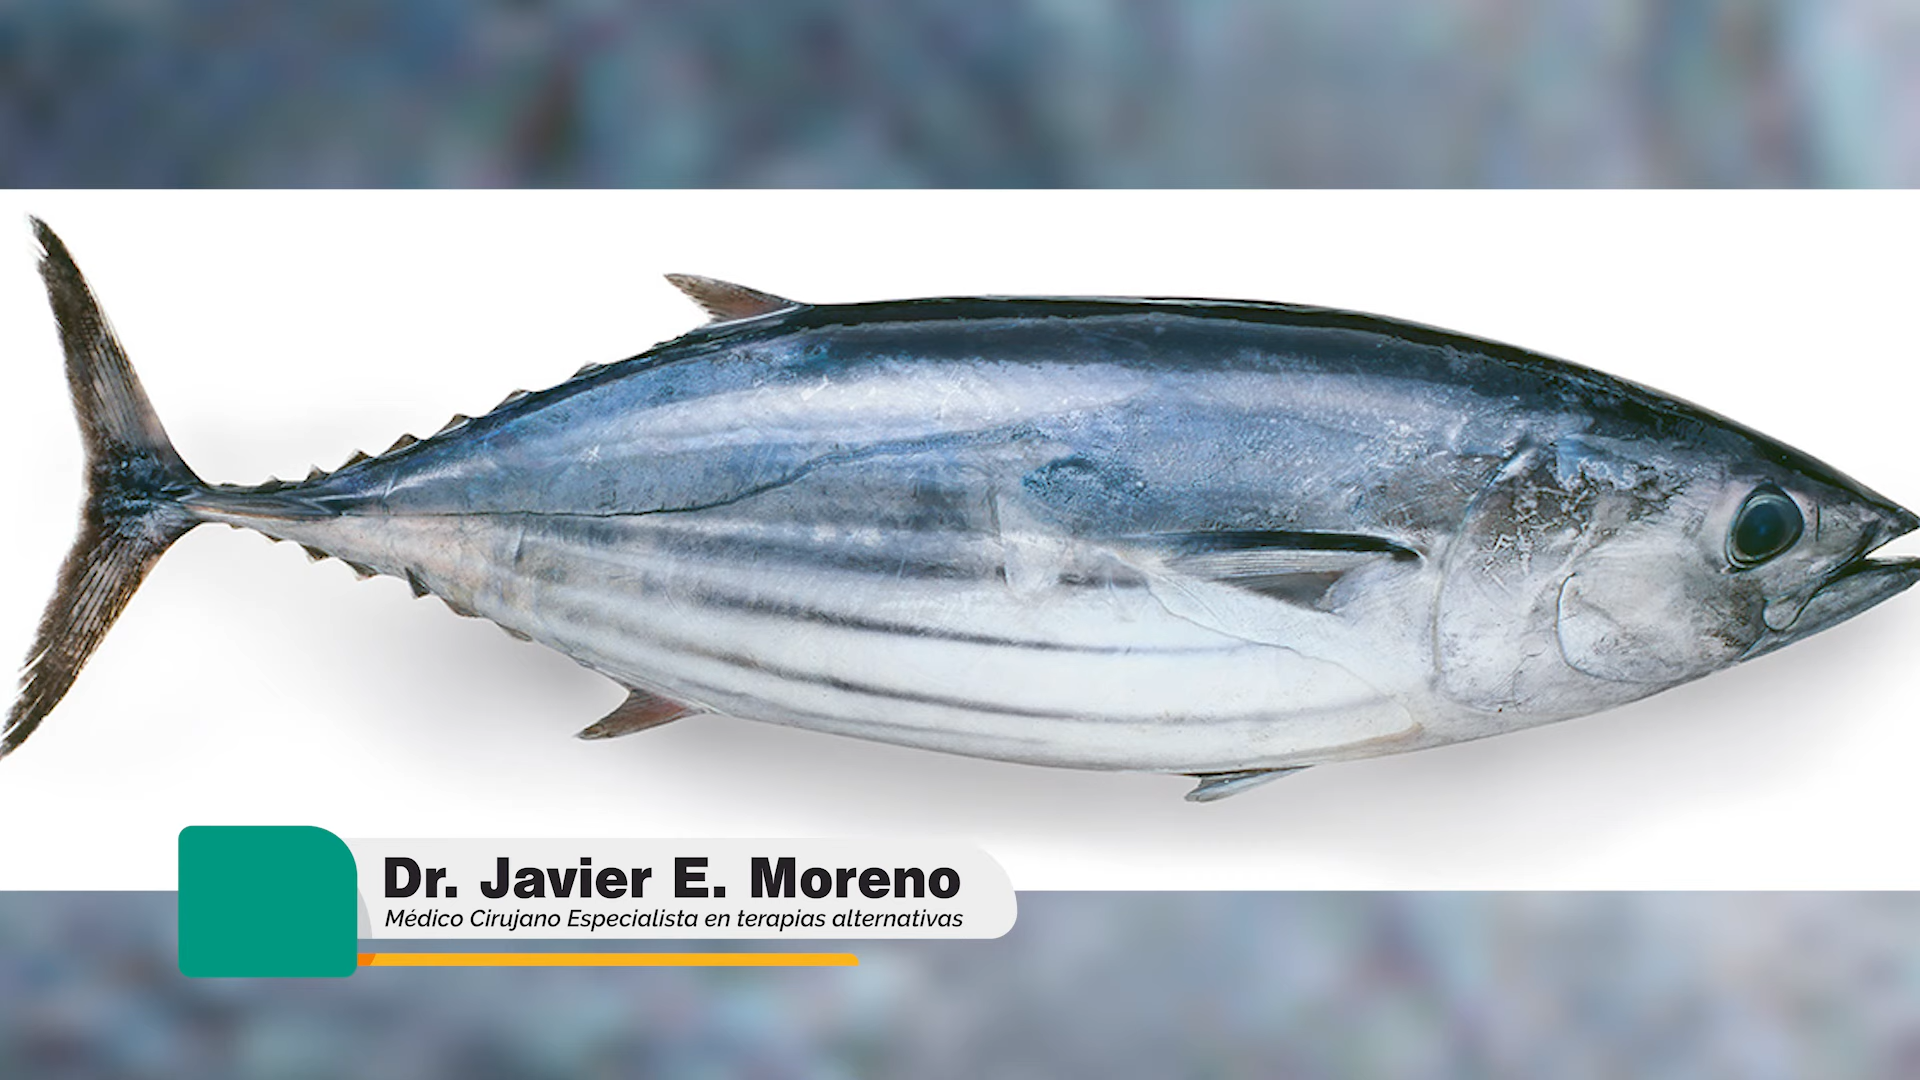 Dr. Javier E. Moreno
Médico Cirujano Especialista en terapias alternativas